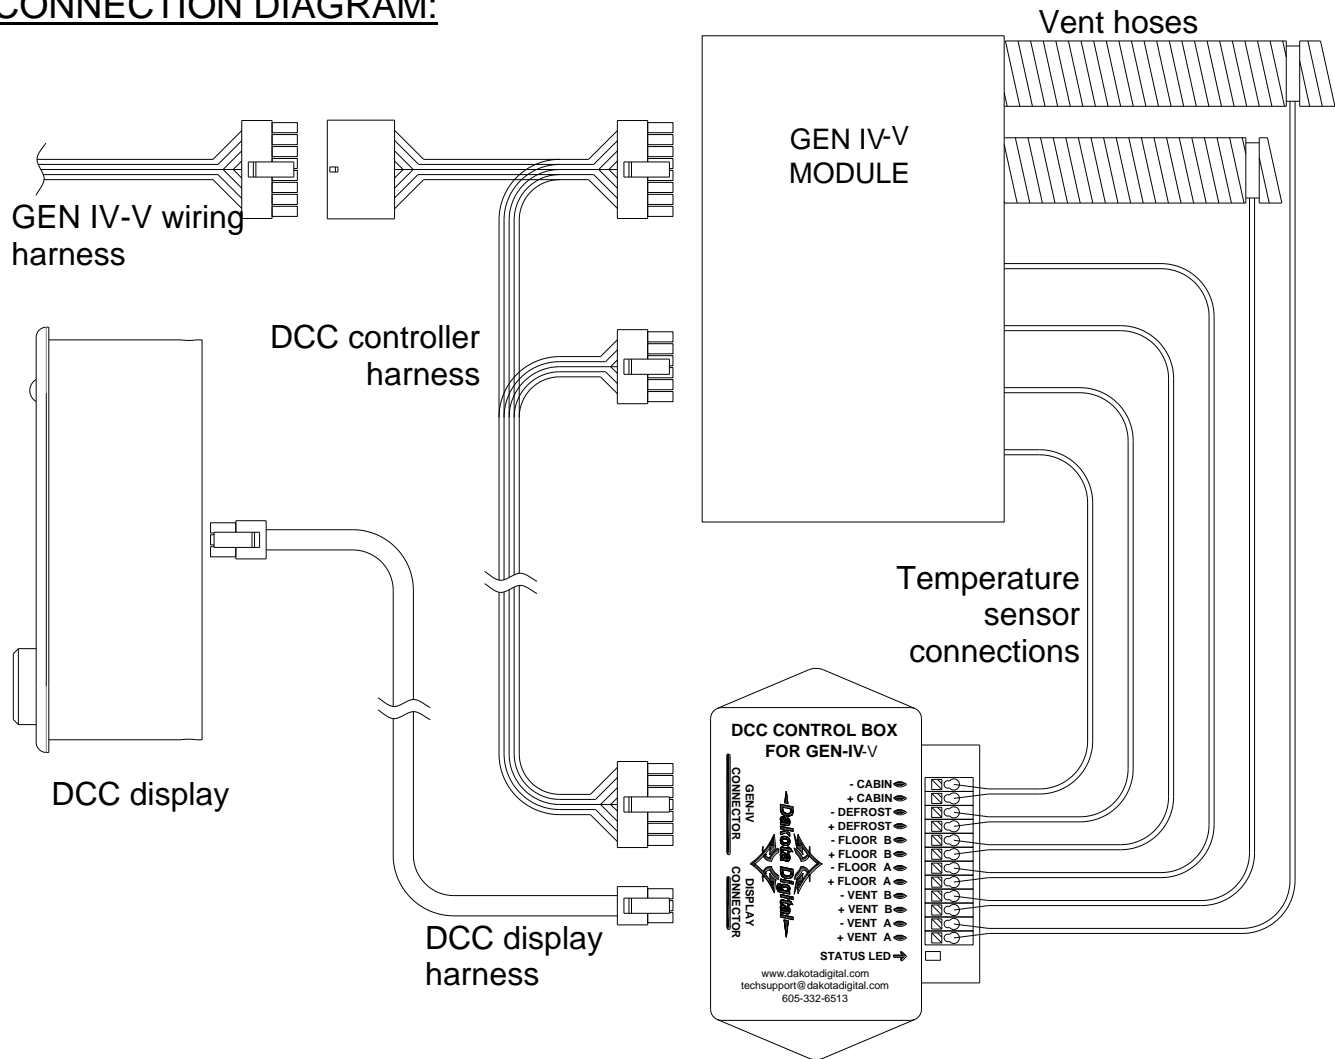 CONNECTION DIAGRAM:
Vent hoses
GEN IV-V
MODULE
GEN IV-V wiring
harness
DCC controller
harness
Temperature
sensor
connections
DCC display
DCC display
harness
DCC CONTROL BOX
FOR GEN-IV-V
GEN-IV
CONNECTOR
DISPLAY
CONNECTOR
Dakota Digital
- CABIN
+ CABIN
- DEFROST
+ DEFROST
- FLOOR B
+ FLOOR B
- FLOOR A
+ FLOOR A
- VENT B
+ VENT B
- VENT A
+ VENT A
STATUS LED
www.dakotadigital.com
techsupport@dakotadigital.com
605-332-6513